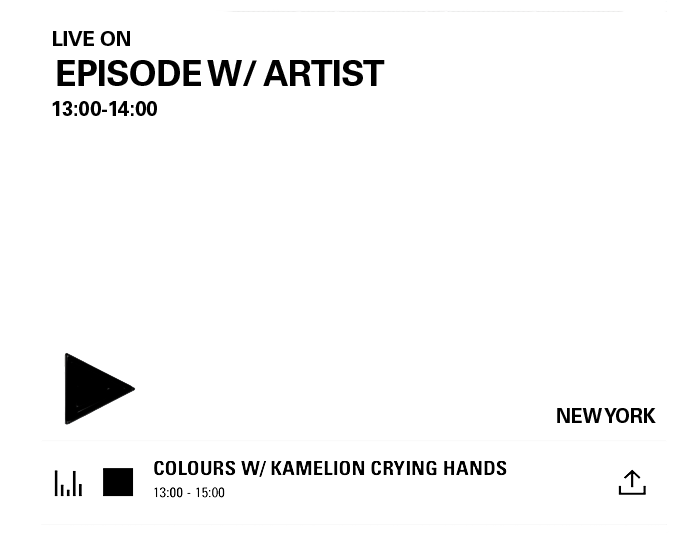 LIVE ON
EPISODE W/ ARTIST
13:00-14:00
NEW YORK
COLOURS W/ KAMELION CRYING HANDS
13:00 - 15:00